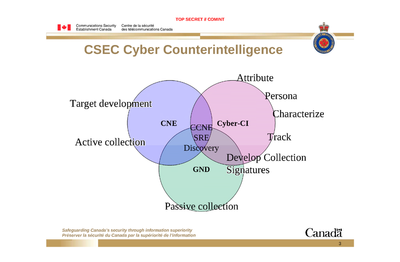 TOP SECRET // COMINT
Communications Security Establishment Canada
Centre de la sécurité des télécommunications Canada
CSEC Cyber Counterintelligence
Attribute
Persona
Target development
Characterize
CNE
CCNE
Cyber-CI
SRE
Track
Active collection
Discovery
Develop Collection
GND
Signatures
Passive collection
Safeguarding Canada's security through information superiority
Préserver la sécurité du Canada par la supériorité de l'information
Canada